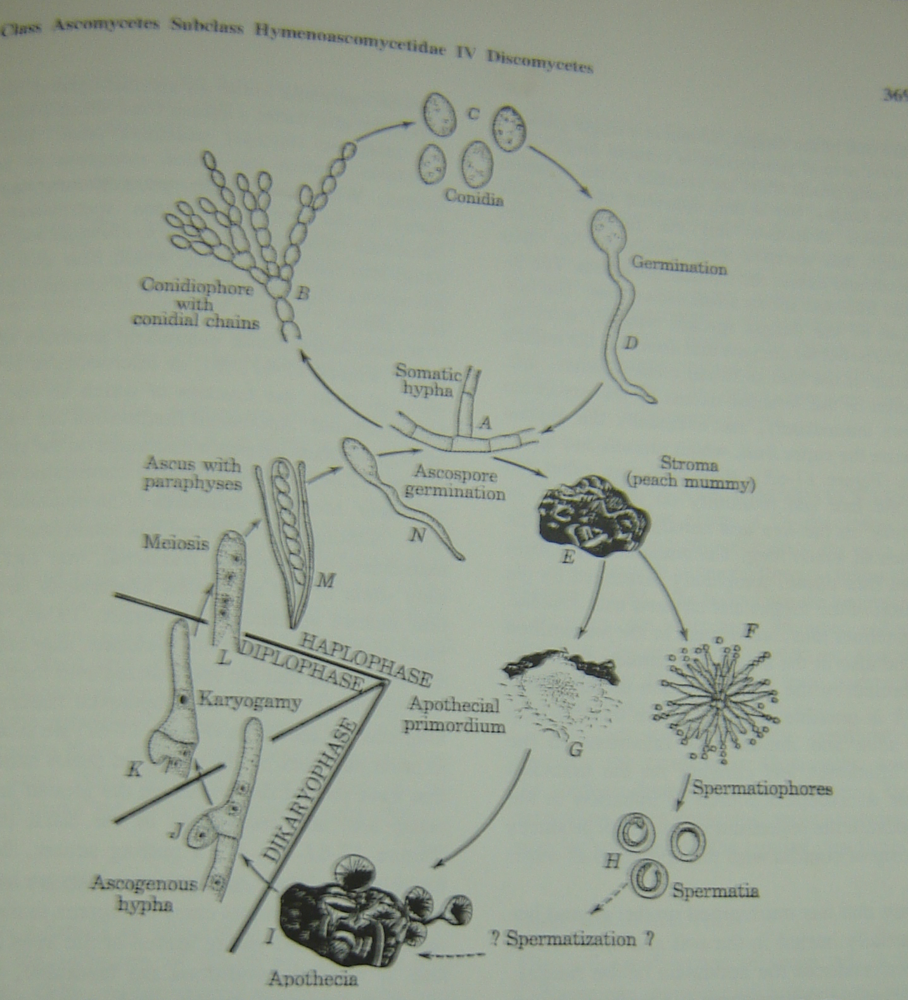 Class Ascomycetes Subclass Hymenoascomycetidae IV Discomycetes
C
Conidia
Germination
D
Conidiophore
with
conidial chains
B
Somatic
hypha
A
Ascus with
paraphyses
Ascospore
germination
N
Stroma
(peach mummy)
E
Meiosis
M
L
HAPLOPHASE
DIPLOPHASE
F
Karyogamy
K
Apothecial
primordium
G
DIKARYOPHASE
Spermatiophores
J
H
Spermatia
Ascogenous
hypha
I
? Spermatization ?
Apothecia